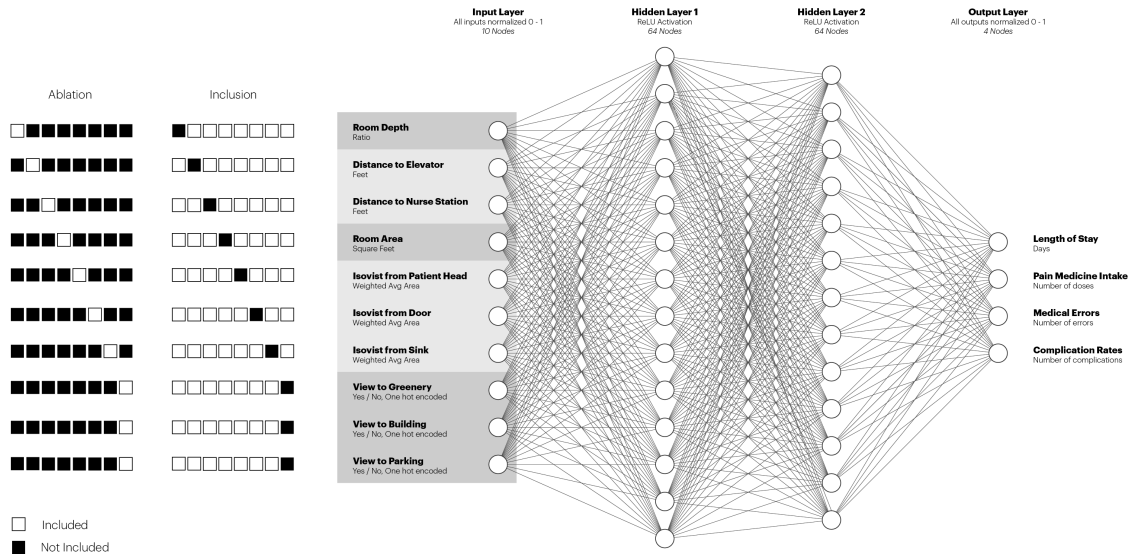 Input Layer
All inputs normalized 0 - 1
10 Nodes
Hidden Layer 1
ReLU Activation
64 Nodes
Hidden Layer 2
ReLU Activation
64 Nodes
Output Layer
All outputs normalized 0 - 1
4 Nodes
Ablation
Inclusion
Room Depth
Ratio
Distance to Elevator
Feet
Distance to Nurse Station
Feet
Room Area
Square Feet
Isovist from Patient Head
Weighted Avg Area
Isovist from Door
Weighted Avg Area
Isovist from Sink
Weighted Avg Area
View to Greenery
Yes / No, One hot encoded
View to Building
Yes / No, One hot encoded
View to Parking
Yes / No, One hot encoded
Length of Stay
Days
Pain Medicine Intake
Number of doses
Medical Errors
Number of errors
Complication Rates
Number of complications
Included
Not Included